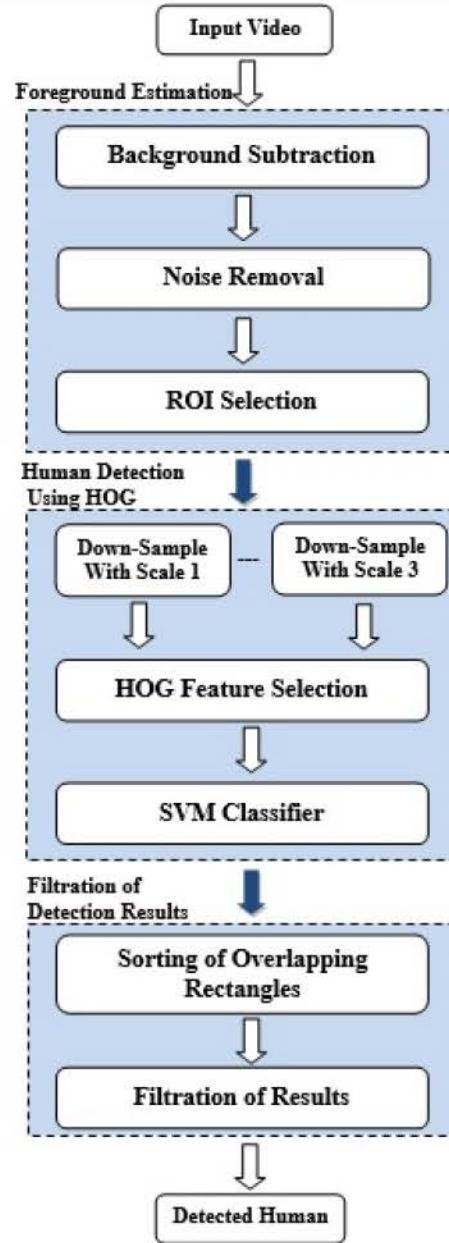 Input Video
Foreground Estimation
Background Subtraction
Noise Removal
ROI Selection
Human Detection
Using HOG
Down-Sample
With Scale 1
---
Down-Sample
With Scale 3
HOG Feature Selection
SVM Classifier
Filtration of
Detection Results
Sorting of Overlapping
Rectangles
Filtration of Results
Detected Human